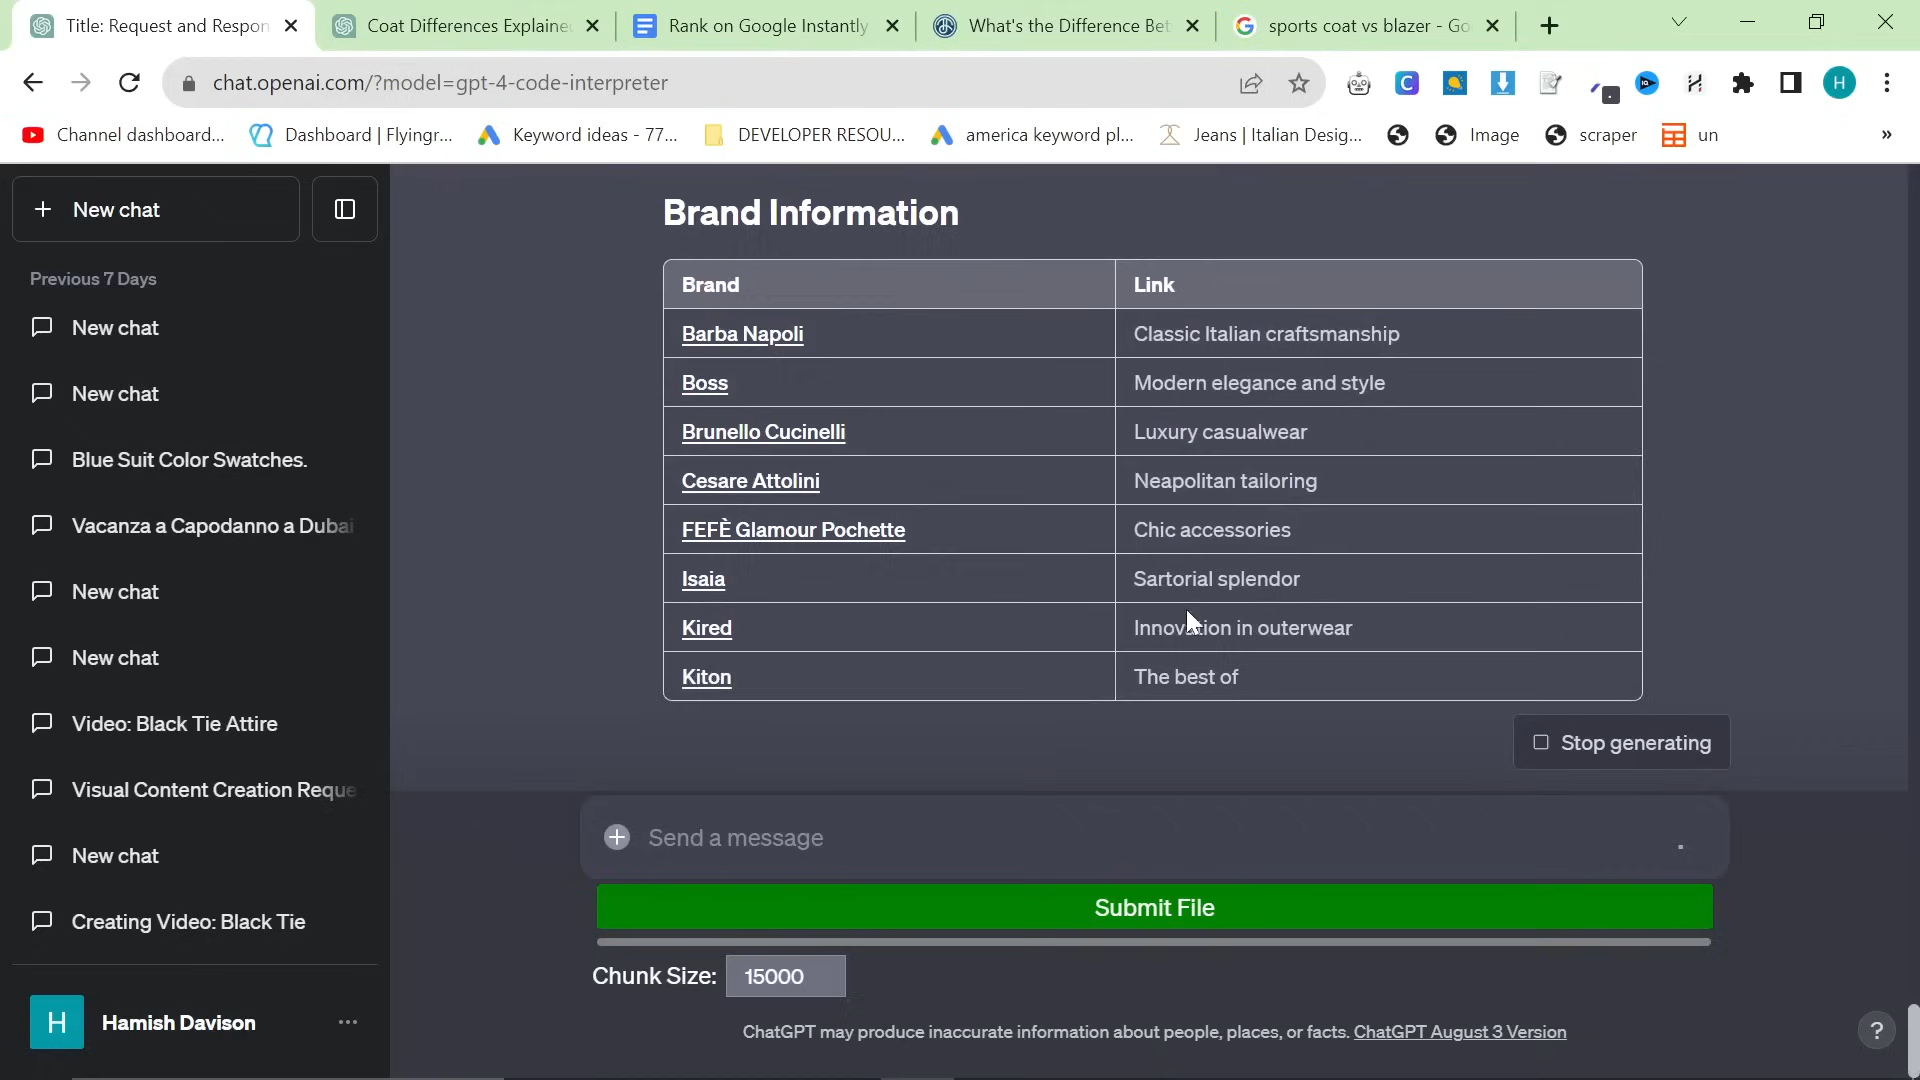 Title: Request and Respon
Coat Differences Explaine
Rank on Google Instantly
What's the Difference Bet
sports coat vs blazer - Go
chat.openai.com/?model=gpt-4-code-interpreter
H
Channel dashboard...
Dashboard | Flyingr...
Keyword ideas - 77...
DEVELOPER RESOU...
america keyword pl...
Jeans | Italian Desig...
Image
scraper
un
»
New chat
Previous 7 Days
New chat
New chat
Blue Suit Color Swatches.
Vacanza a Capodanno a Dubai
New chat
New chat
Video: Black Tie Attire
Visual Content Creation Reque
New chat
Creating Video: Black Tie
H
Hamish Davison
Brand Information
Brand Link
Barba Napoli Classic Italian craftsmanship
Boss Modern elegance and style
Brunello Cucinelli Luxury casualwear
Cesare Attolini Neapolitan tailoring
FEFÈ Glamour Pochette Chic accessories
Isaia Sartorial splendor
Kired Innovation in outerwear
Kiton The best of
Stop generating
Send a message
Submit File
Chunk Size: 15000
ChatGPT may produce inaccurate information about people, places, or facts. ChatGPT August 3 Version
?